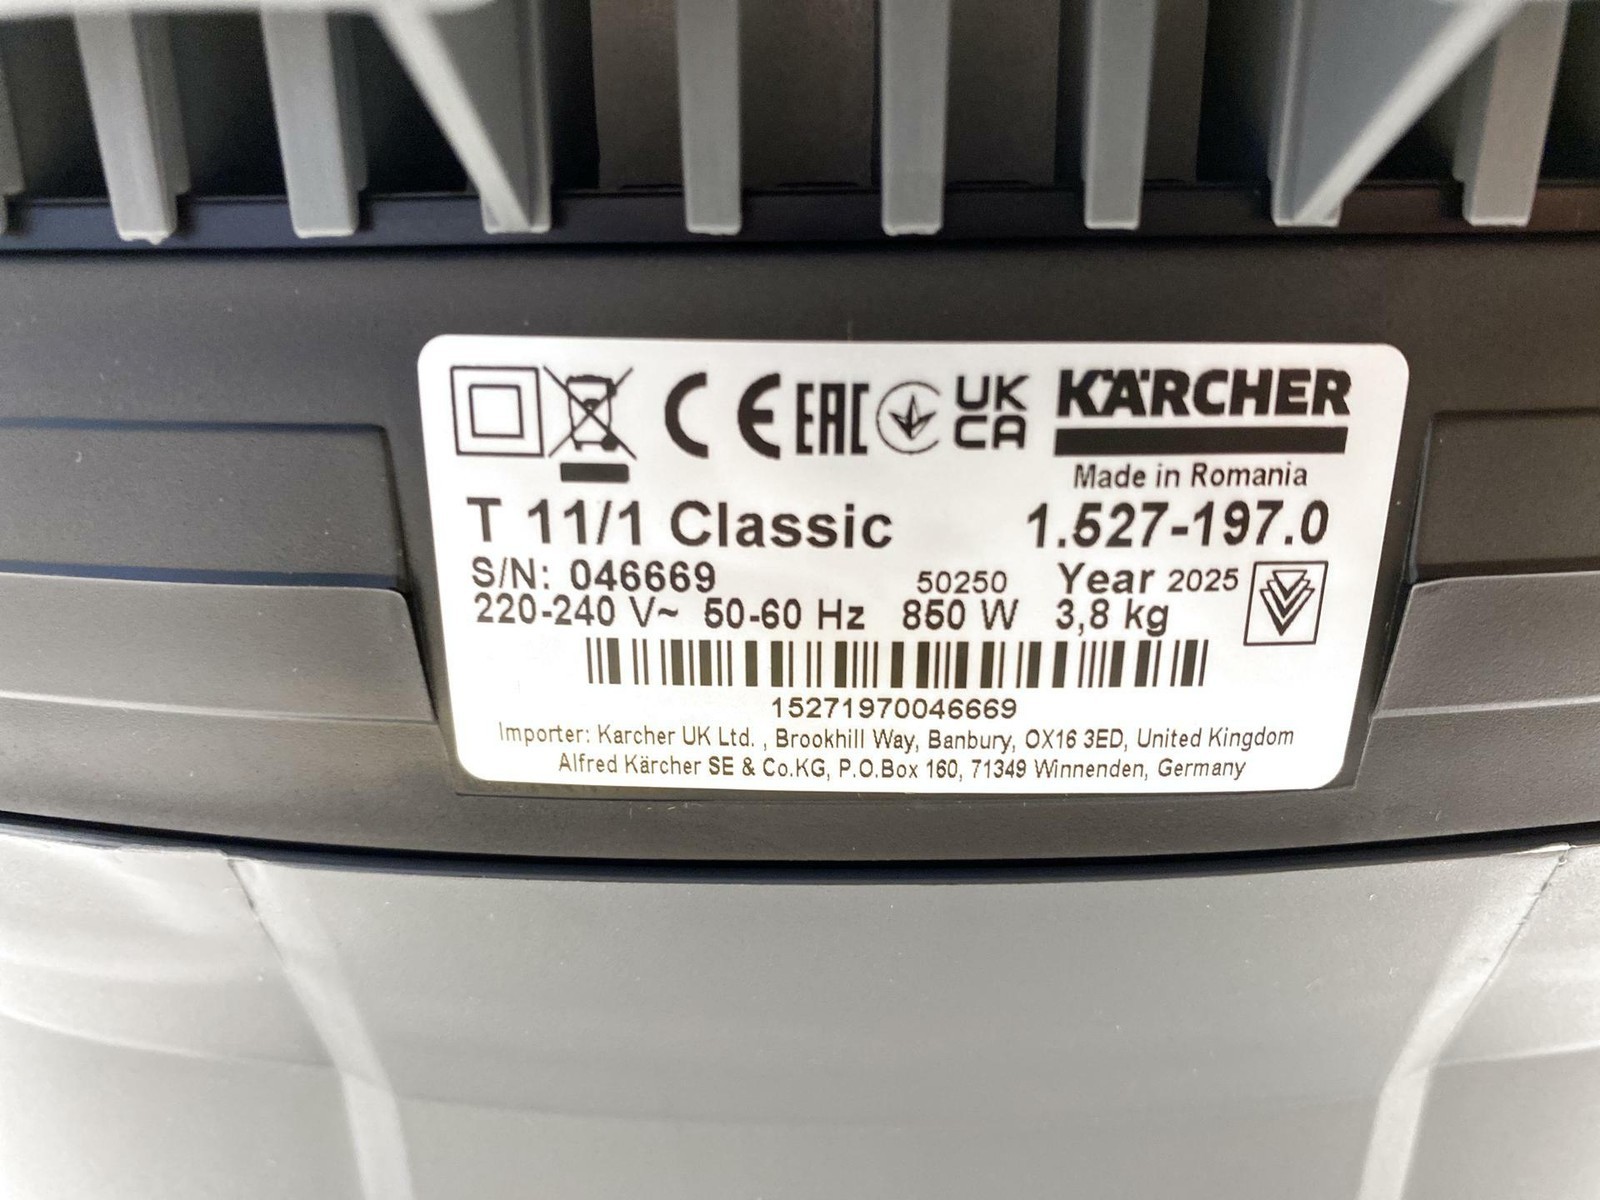 CE EAC UK CA KÄRCHER
Made in Romania
T 11/1 Classic 1.527-197.0
S/N: 046669 50250 Year 2025
220-240 V~ 50-60 Hz 850 W 3,8 kg
15271970046669
Importer: Karcher UK Ltd. , Brookhill Way, Banbury, OX16 3ED, United Kingdom
Alfred Kärcher SE & Co.KG, P.O.Box 160, 71349 Winnenden, Germany